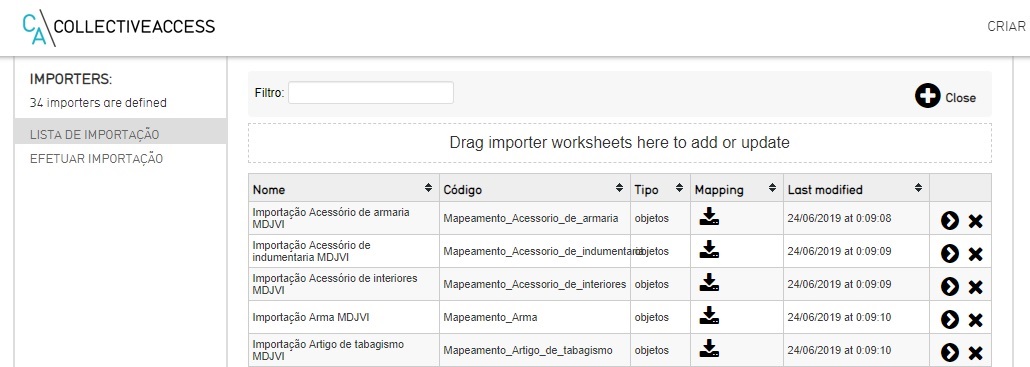 CA COLLECTIVEACCESS
CRIAR
IMPORTERS:
34 importers are defined
LISTA DE IMPORTAÇÃO
EFETUAR IMPORTAÇÃO
Filtro:
Close
Drag importer worksheets here to add or update
Nome Código Tipo Mapping Last modified
Importação Acessório de armaria
MDJVI
Mapeamento_Acessorio_de_armaria objetos 24/06/2019 at 0:09:08
Importação Acessório de
indumentaria MDJVI
Mapeamento_Acessorio_de_indumentaria objetos 24/06/2019 at 0:09:09
Importação Acessório de interiores
MDJVI
Mapeamento_Acessorio_de_interiores objetos 24/06/2019 at 0:09:09
Importação Arma MDJVI Mapeamento_Arma objetos 24/06/2019 at 0:09:10
Importação Artigo de tabagismo
MDJVI
Mapeamento_Artigo_de_tabagismo objetos 24/06/2019 at 0:09:10